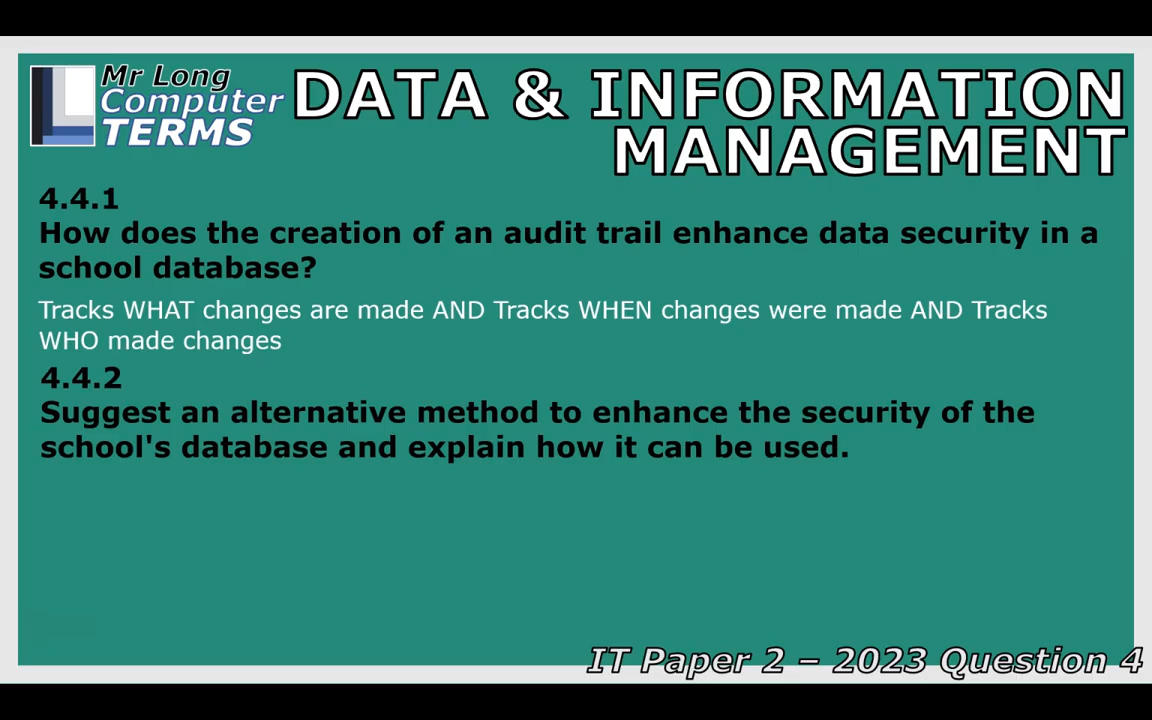 Mr Long
Computer
TERMS
DATA & INFORMATION
MANAGEMENT
4.4.1
How does the creation of an audit trail enhance data security in a
school database?
Tracks WHAT changes are made AND Tracks WHEN changes were made AND Tracks
WHO made changes
4.4.2
Suggest an alternative method to enhance the security of the
school's database and explain how it can be used.
IT Paper 2 – 2023 Question 4